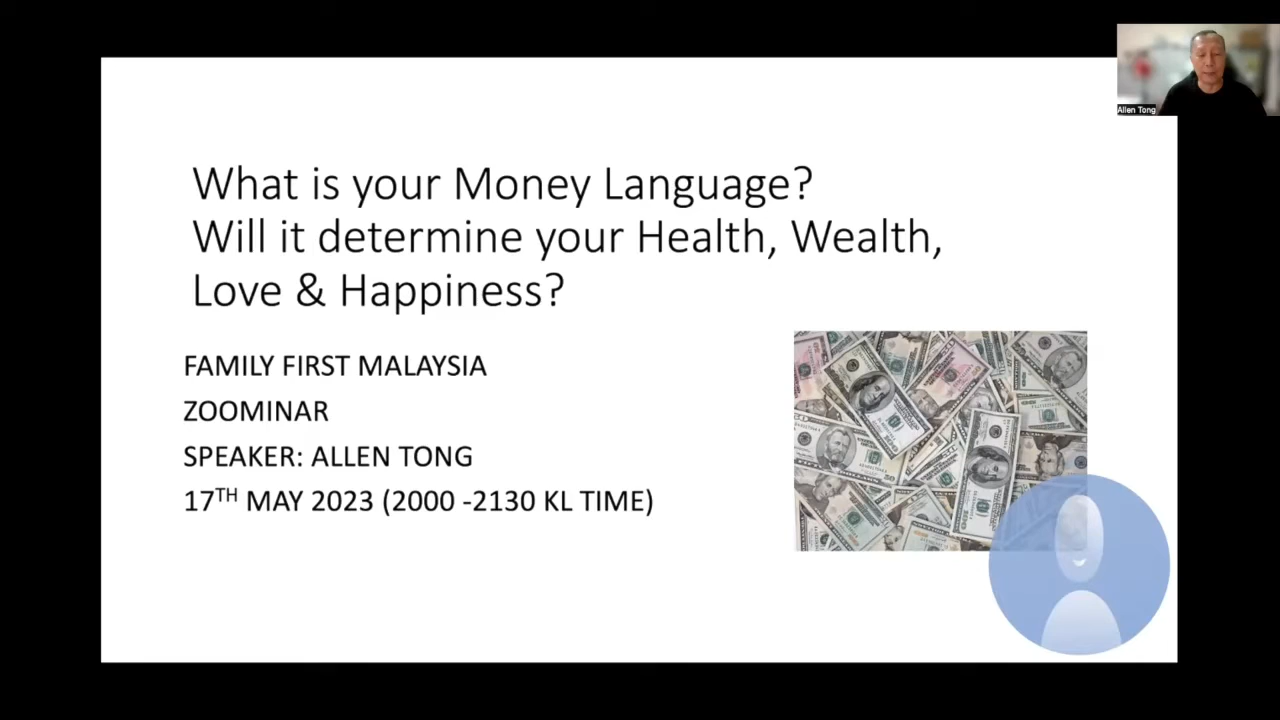 Allen Tong
What is your Money Language?
Will it determine your Health, Wealth,
Love & Happiness?
FAMILY FIRST MALAYSIA
ZOOMINAR
SPEAKER: ALLEN TONG
17TH MAY 2023 (2000 -2130 KL TIME)